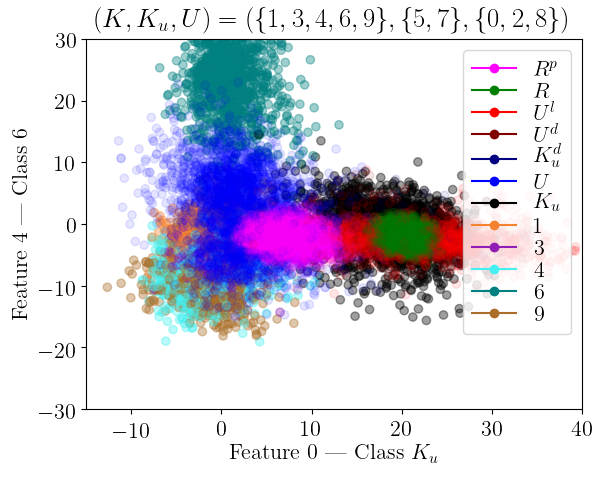 (K, K_u, U) = ({1, 3, 4, 6, 9}, {5, 7}, {0, 2, 8})
30
20
10
0
−10
−20
−30
Feature 4 — Class 6
R^p
R
U^l
U^d
K_u^d
U
K_u
1
3
4
6
9
−10
0
10
20
30
40
Feature 0 — Class K_u